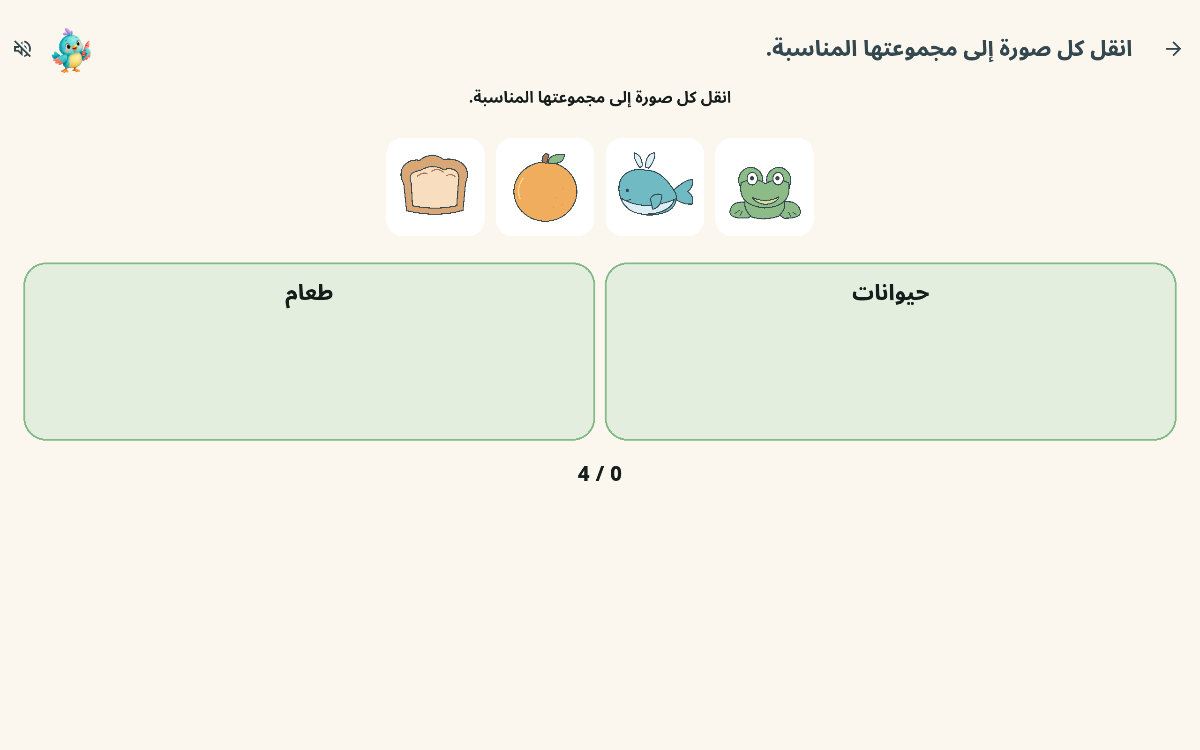 انقل كل صورة إلى مجموعتها المناسبة.
انقل كل صورة إلى مجموعتها المناسبة.
حيوانات
طعام
4 / 0